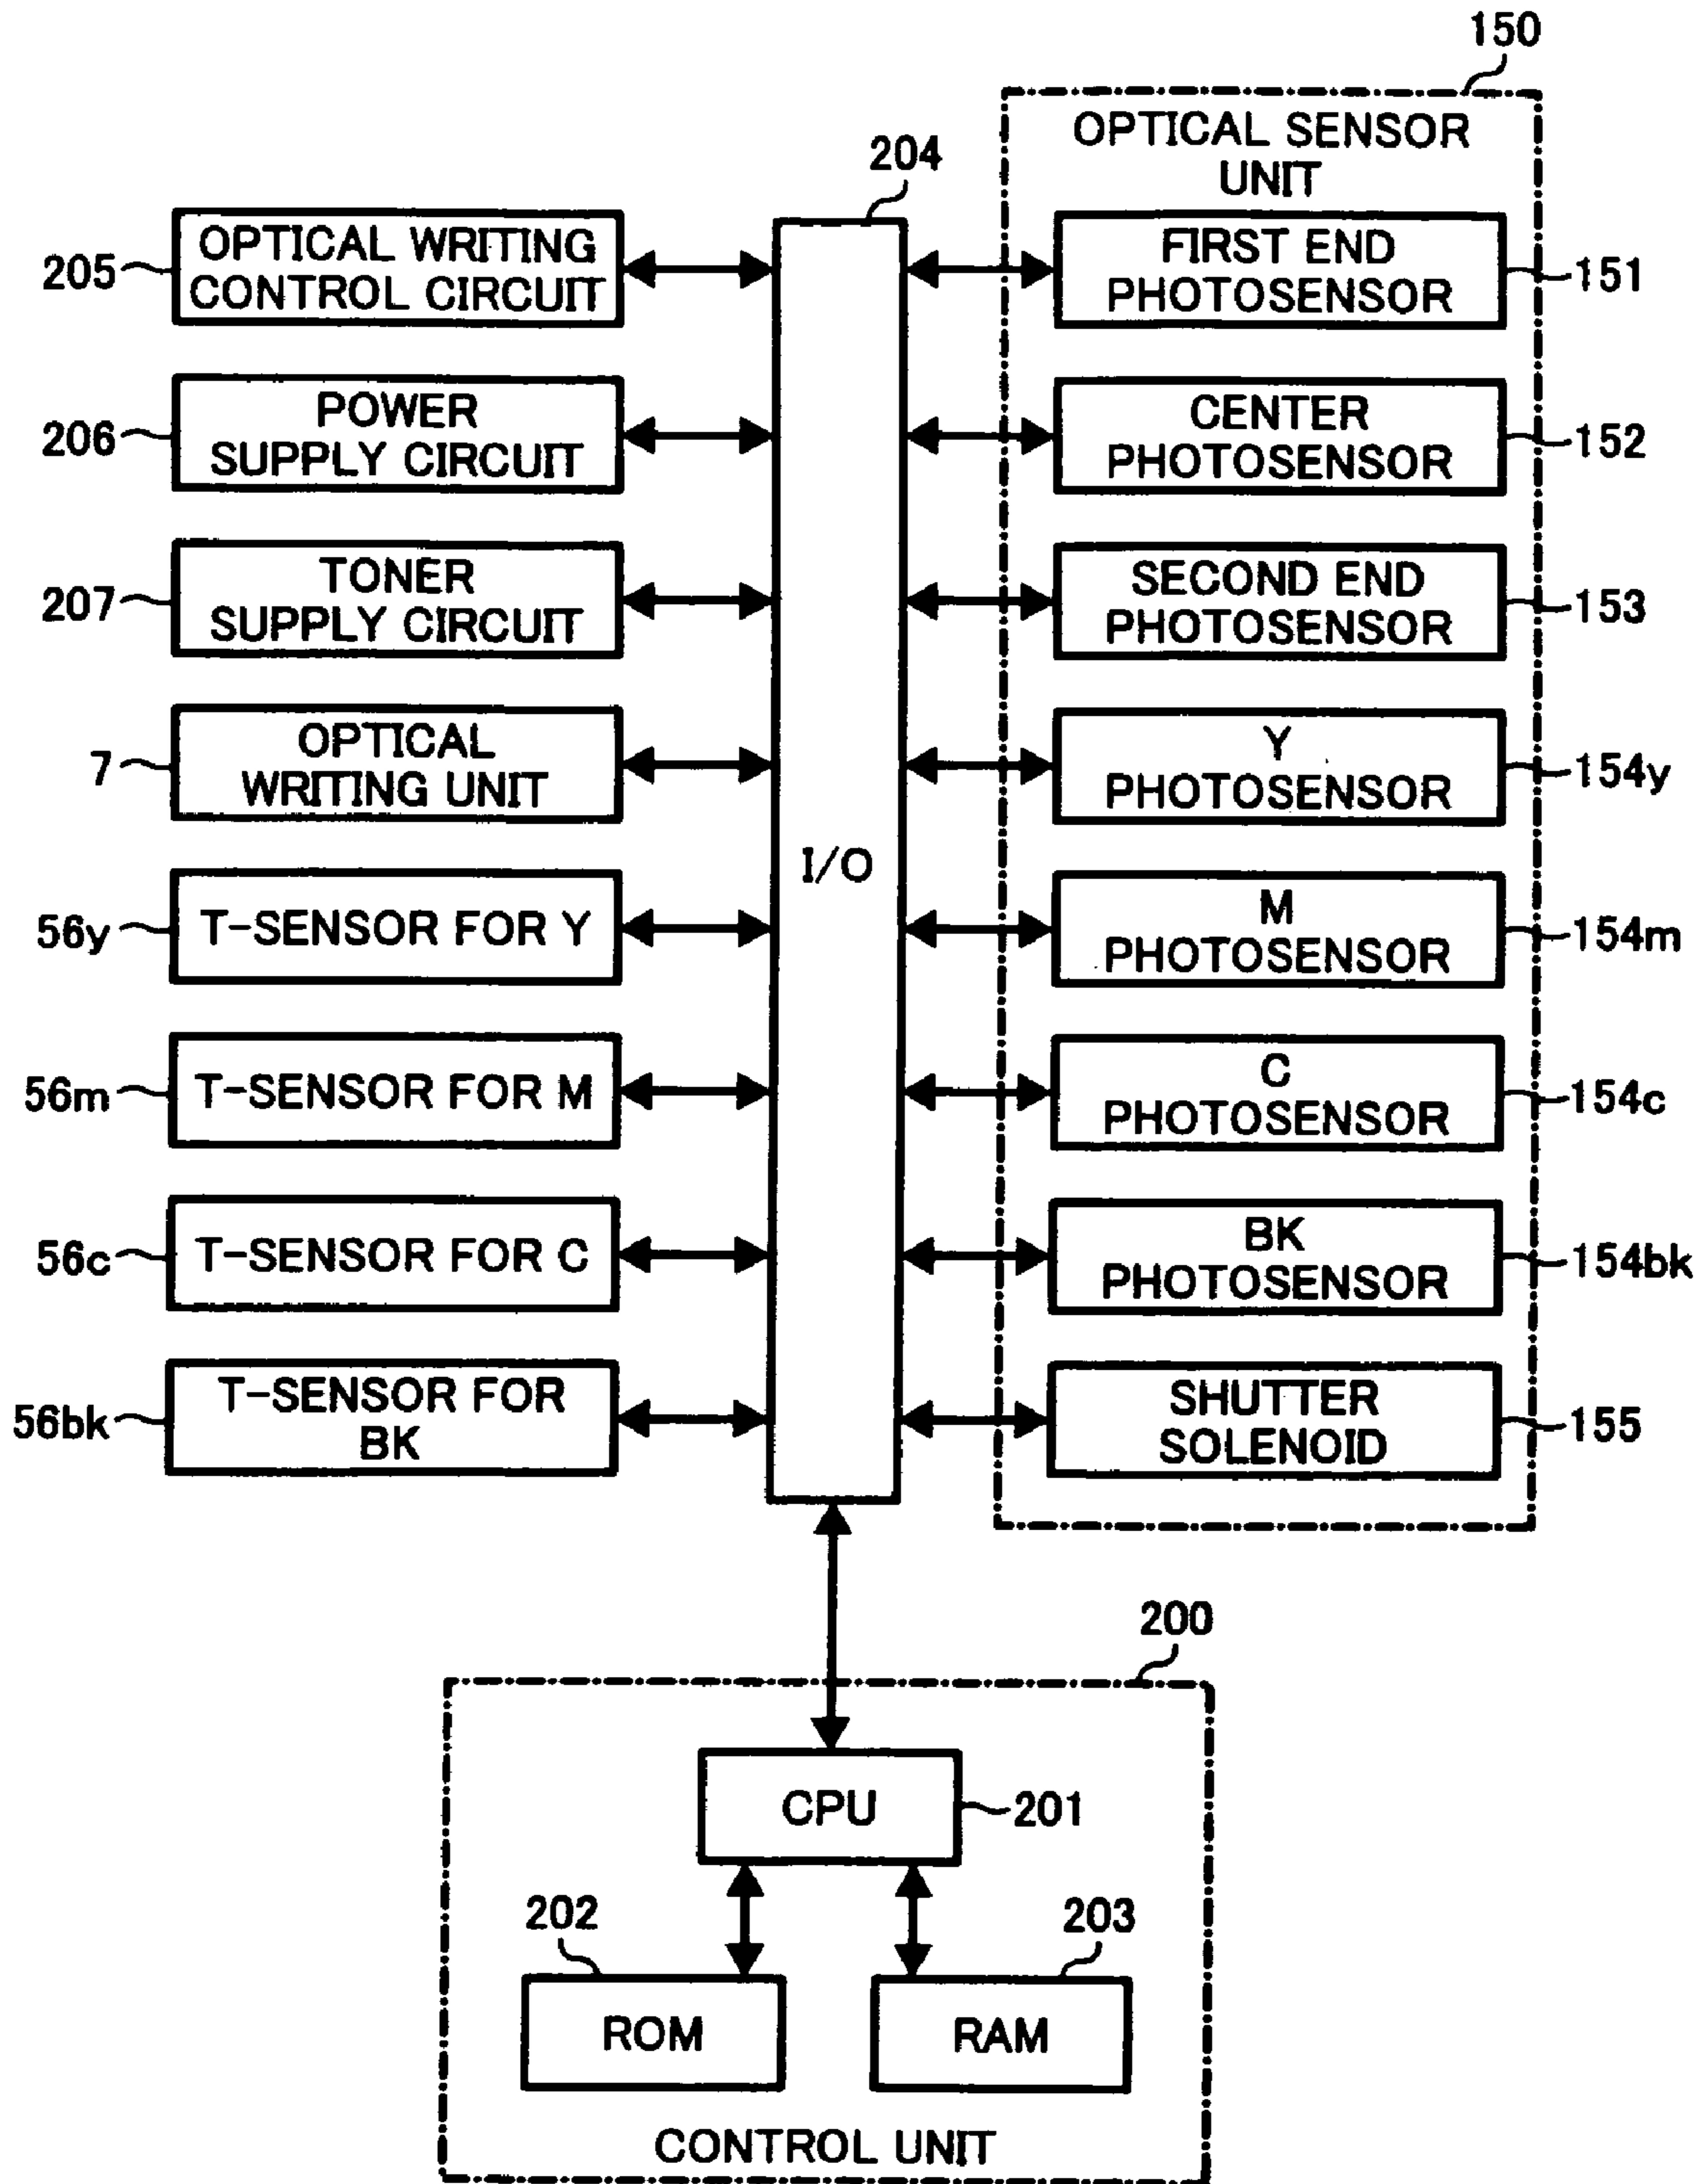 150
OPTICAL SENSOR
UNIT
204
205
OPTICAL WRITING
CONTROL CIRCUIT
FIRST END
PHOTOSENSOR
151
206
POWER
SUPPLY CIRCUIT
CENTER
PHOTOSENSOR
152
207
TONER
SUPPLY CIRCUIT
SECOND END
PHOTOSENSOR
153
7
OPTICAL
WRITING UNIT
Y
PHOTOSENSOR
154y
I/O
56y
T-SENSOR FOR Y
M
PHOTOSENSOR
154m
56m
T-SENSOR FOR M
C
PHOTOSENSOR
154c
56c
T-SENSOR FOR C
BK
PHOTOSENSOR
154bk
56bk
T-SENSOR FOR
BK
SHUTTER
SOLENOID
155
200
CPU
201
202
203
ROM
RAM
CONTROL UNIT